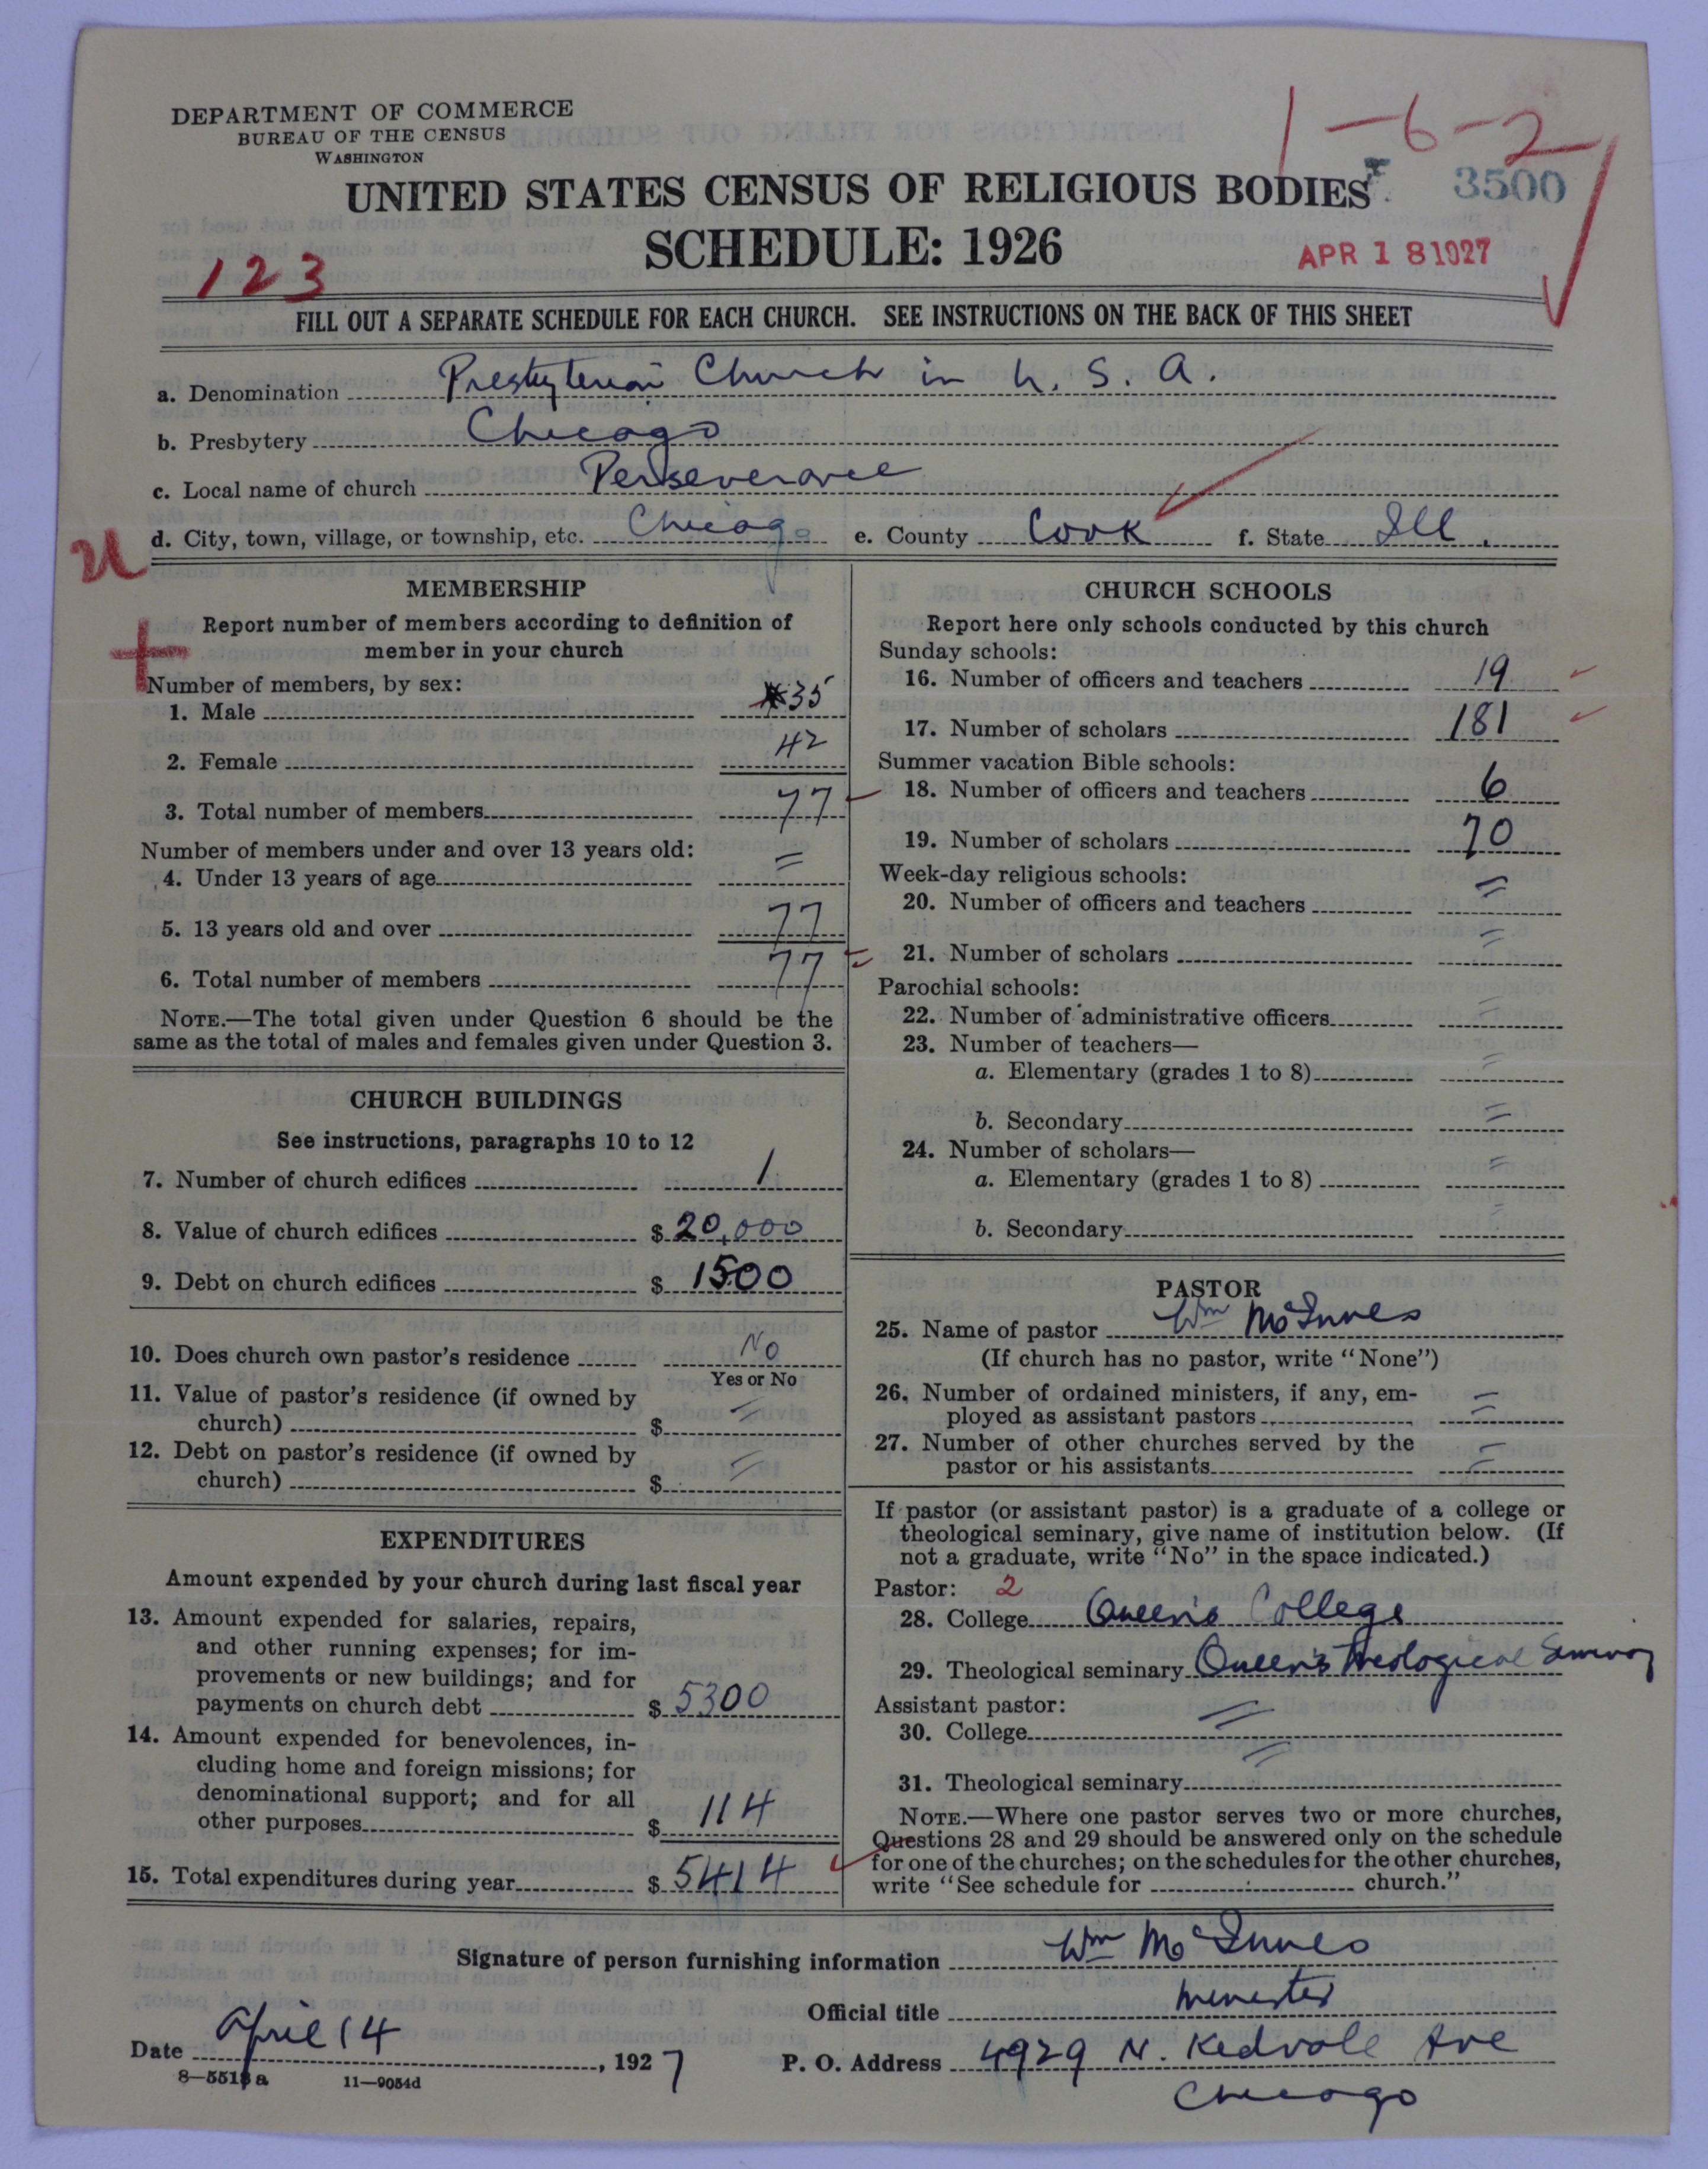 DEPARTMENT OF COMMERCE
BUREAU OF THE CENSUS
WASHINGTON
1-6-2
UNITED STATES CENSUS OF RELIGIOUS BODIES
3500
SCHEDULE: 1926
APR 18 1927
123
FILL OUT A SEPARATE SCHEDULE FOR EACH CHURCH. SEE INSTRUCTIONS ON THE BACK OF THIS SHEET
a. Denomination Presbyterian Church in U. S. A.
b. Presbytery Chicago
c. Local name of church Perseverance
d. City, town, village, or township, etc. Chicago e. County Cook f. State Ill.
MEMBERSHIP
Report number of members according to definition of
member in your church
Number of members, by sex:
1. Male 35
2. Female 42
3. Total number of members 77
Number of members under and over 13 years old:
4. Under 13 years of age =
5. 13 years old and over 77
6. Total number of members 77
NOTE.—The total given under Question 6 should be the
same as the total of males and females given under Question 3.
CHURCH BUILDINGS
See instructions, paragraphs 10 to 12
7. Number of church edifices 1
8. Value of church edifices $ 20,000
9. Debt on church edifices $ 1500
10. Does church own pastor's residence No
Yes or No
11. Value of pastor's residence (if owned by
church) $ =
12. Debt on pastor's residence (if owned by
church) $ =
EXPENDITURES
Amount expended by your church during last fiscal year
13. Amount expended for salaries, repairs,
and other running expenses; for im-
provements or new buildings; and for
payments on church debt $ 5300
14. Amount expended for benevolences, in-
cluding home and foreign missions; for
denominational support; and for all
other purposes $ 114
15. Total expenditures during year $ 5414
CHURCH SCHOOLS
Report here only schools conducted by this church
Sunday schools:
16. Number of officers and teachers 19
17. Number of scholars 181
Summer vacation Bible schools:
18. Number of officers and teachers 6
19. Number of scholars 70
Week-day religious schools:
20. Number of officers and teachers =
21. Number of scholars =
Parochial schools:
22. Number of administrative officers =
23. Number of teachers—
a. Elementary (grades 1 to 8) =
b. Secondary =
24. Number of scholars—
a. Elementary (grades 1 to 8) =
b. Secondary =
PASTOR
25. Name of pastor Wm McInnes
(If church has no pastor, write "None")
26. Number of ordained ministers, if any, em-
ployed as assistant pastors =
27. Number of other churches served by the
pastor or his assistants =
If pastor (or assistant pastor) is a graduate of a college or
theological seminary, give name of institution below. (If
not a graduate, write "No" in the space indicated.)
Pastor: 2
28. College Queen's College
29. Theological seminary Queen's Theological Seminary
Assistant pastor:
30. College =
31. Theological seminary =
NOTE.—Where one pastor serves two or more churches,
Questions 28 and 29 should be answered only on the schedule
for one of the churches; on the schedules for the other churches,
write "See schedule for church."
Signature of person furnishing information Wm McInnes
Official title Minister
Date April 14, 1927
P. O. Address 4929 N. Kedvale Ave
Chicago
8—5518a 11—9054d